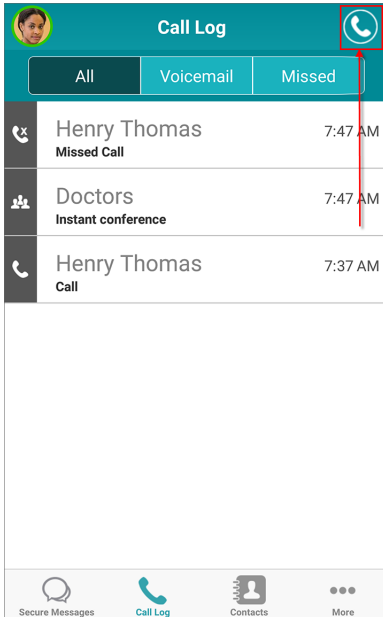 Call Log
All Voicemail Missed
Henry Thomas 7:47 AM
Missed Call
Doctors 7:47 AM
Instant conference
Henry Thomas 7:37 AM
Call
Secure Messages Call Log Contacts More